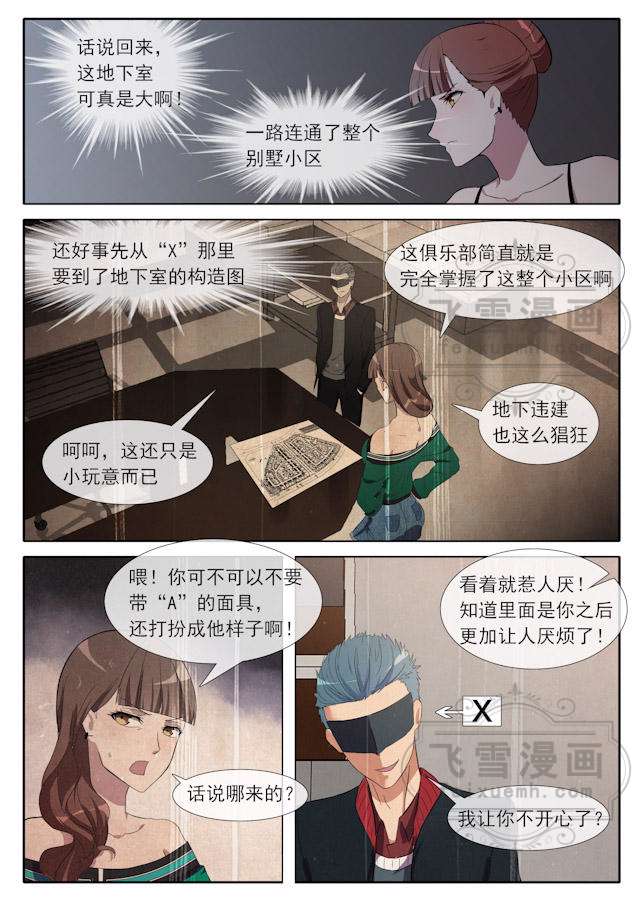 话说回来，
这地下室
可真是大啊！
一路连通了整个
别墅小区
还好事先从“X”那里
要到了地下室的构造图
这俱乐部简直就是
完全掌握了这整个小区啊
地下违建
也这么猖狂
呵呵，这还只是
小玩意而已
喂！你可不可以不要
带“A”的面具，
还打扮成他样子啊！
话说哪来的？
看着就惹人厌！
知道里面是你之后
更加让人厌烦了！
X
我让你不开心了？
飞雪漫画
飞雪漫画